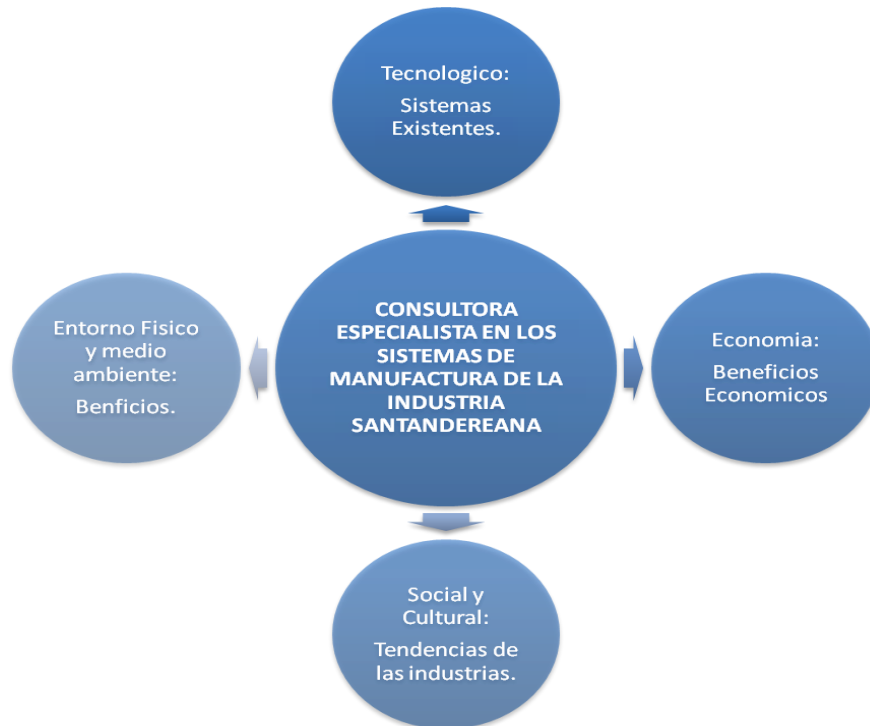 Tecnologico:
Sistemas
Existentes.
Entorno Fisico
y medio
ambiente:
Benficios.
CONSULTORA
ESPECIALISTA EN LOS
SISTEMAS DE
MANUFACTURA DE LA
INDUSTRIA
SANTANDEREANA
Economia:
Beneficios
Economicos
Social y
Cultural:
Tendencias de
las industrias.